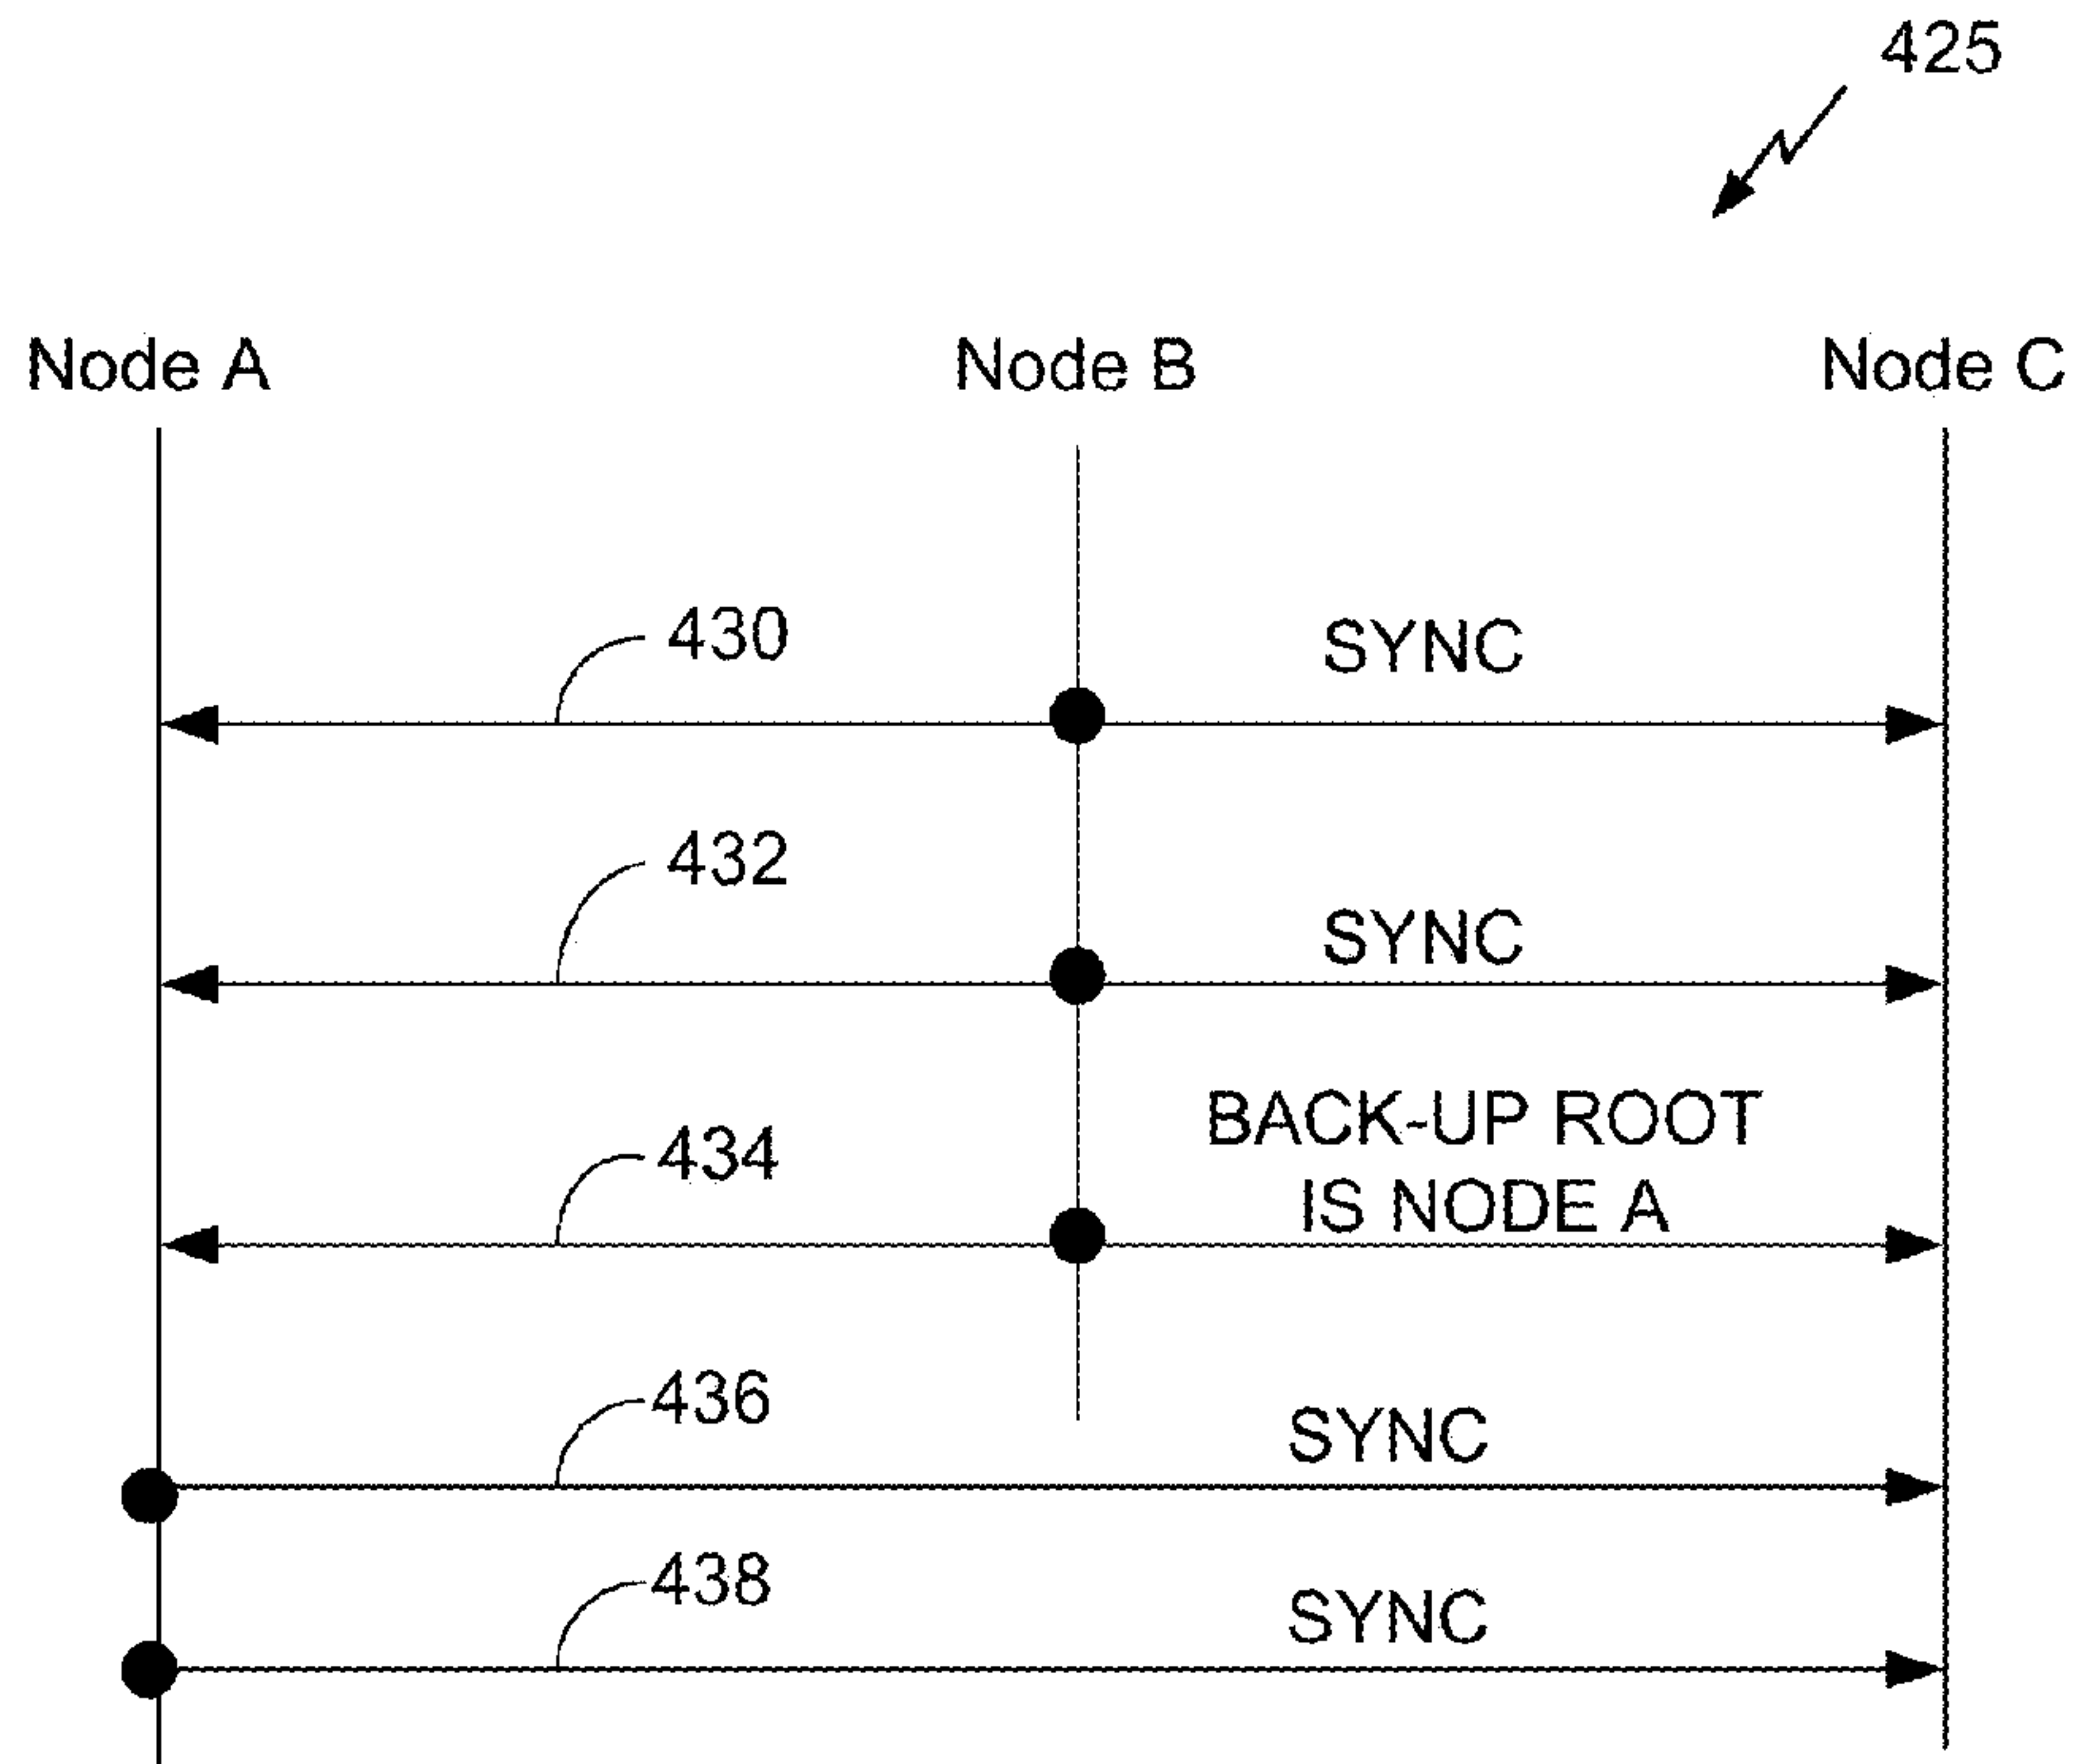 425
Node A
Node B
Node C
430
SYNC
432
SYNC
434
BACK-UP ROOT
IS NODE A
436
SYNC
438
SYNC